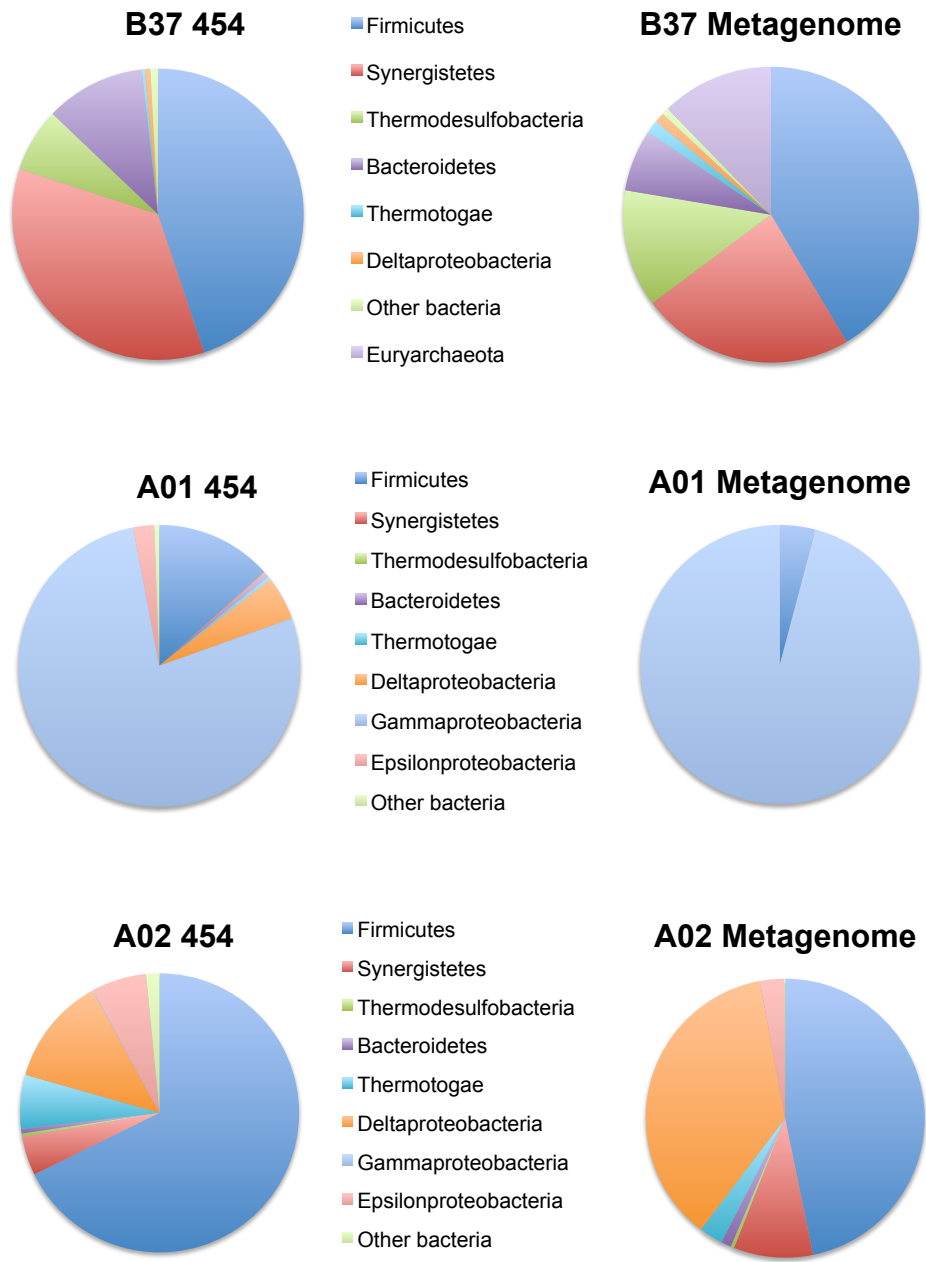 B37 454
Firmicutes
Synergistetes
Thermodesulfobacteria
Bacteroidetes
Thermotogae
Deltaproteobacteria
Other bacteria
Euryarchaeota
B37 Metagenome
A01 454
Firmicutes
Synergistetes
Thermodesulfobacteria
Bacteroidetes
Thermotogae
Deltaproteobacteria
Gammaproteobacteria
Epsilonproteobacteria
Other bacteria
A01 Metagenome
A02 454
Firmicutes
Synergistetes
Thermodesulfobacteria
Bacteroidetes
Thermotogae
Deltaproteobacteria
Gammaproteobacteria
Epsilonproteobacteria
Other bacteria
A02 Metagenome